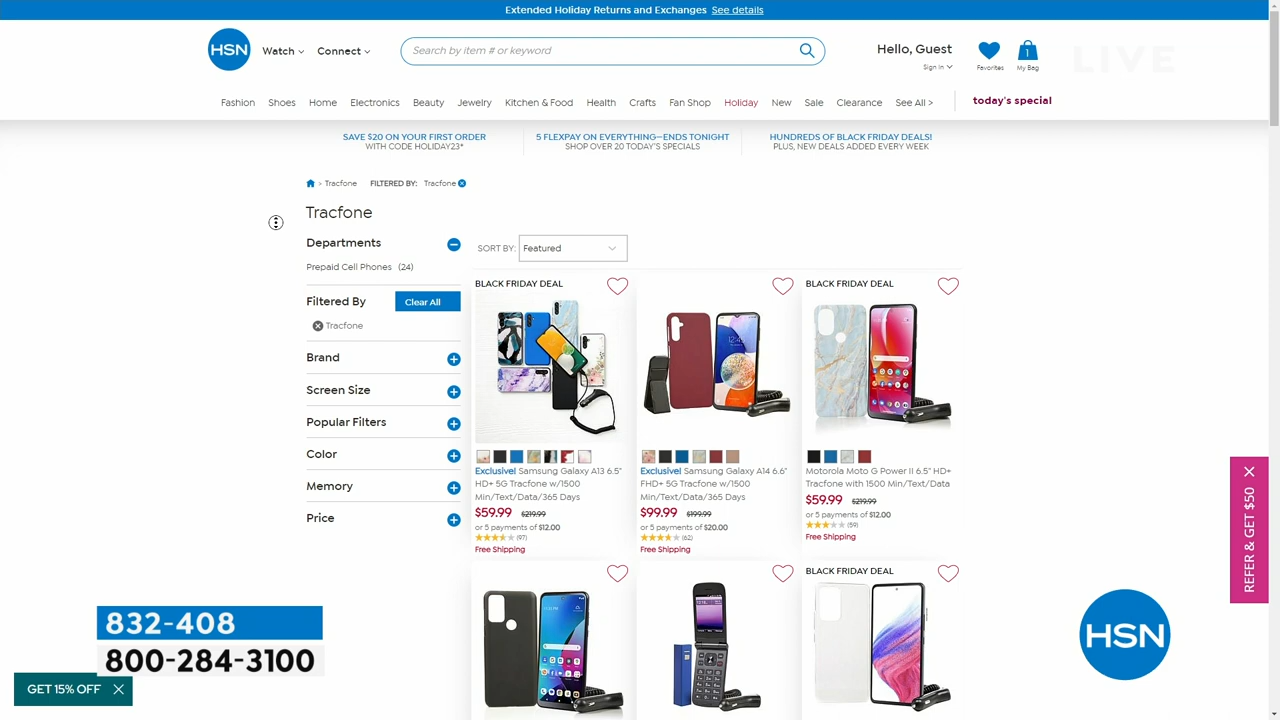 Extended Holiday Returns and Exchanges See details
HSN
Watch
Connect
Search by item # or keyword
Hello, Guest
Sign In
Favorites
1
My Bag
LIVE
Fashion Shoes Home Electronics Beauty Jewelry Kitchen & Food Health Crafts Fan Shop Holiday New Sale Clearance See All >
today's special
SAVE $20 ON YOUR FIRST ORDER
WITH CODE HOLIDAY23*
5 FLEXPAY ON EVERYTHING—ENDS TONIGHT
SHOP OVER 20 TODAY'S SPECIALS
HUNDREDS OF BLACK FRIDAY DEALS!
PLUS, NEW DEALS ADDED EVERY WEEK
> Tracfone FILTERED BY: Tracfone
Tracfone
Departments
Prepaid Cell Phones (24)
Filtered By
Clear All
Tracfone
Brand
Screen Size
Popular Filters
Color
Memory
Price
SORT BY: Featured
BLACK FRIDAY DEAL
Exclusive! Samsung Galaxy A13 6.5"
HD+ 5G Tracfone w/1500
Min/Text/Data/365 Days
$59.99 $219.99
or 5 payments of $12.00
(97)
Free Shipping
12:45
Exclusive! Samsung Galaxy A14 6.6"
FHD+ 5G Tracfone w/1500
Min/Text/Data/365 Days
$99.99 $199.99
or 5 payments of $20.00
(62)
Free Shipping
BLACK FRIDAY DEAL
Motorola Moto G Power II 6.5" HD+
Tracfone with 1500 Min/Text/Data
$59.99 $219.99
or 5 payments of $12.00
(59)
Free Shipping
BLACK FRIDAY DEAL
REFER & GET $50
832-408
800-284-3100
GET 15% OFF
HSN